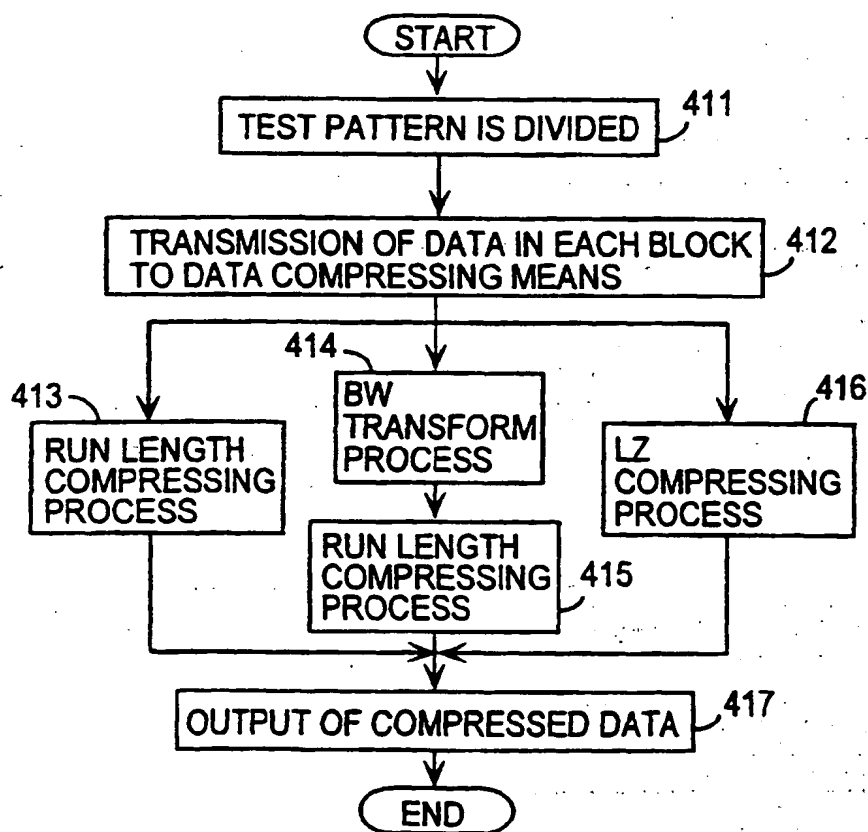 START
TEST PATTERN IS DIVIDED
411
TRANSMISSION OF DATA IN EACH BLOCK
TO DATA COMPRESSING MEANS
412
413
RUN LENGTH
COMPRESSING
PROCESS
414
BW
TRANSFORM
PROCESS
RUN LENGTH
COMPRESSING
PROCESS
415
416
LZ
COMPRESSING
PROCESS
OUTPUT OF COMPRESSED DATA
417
END